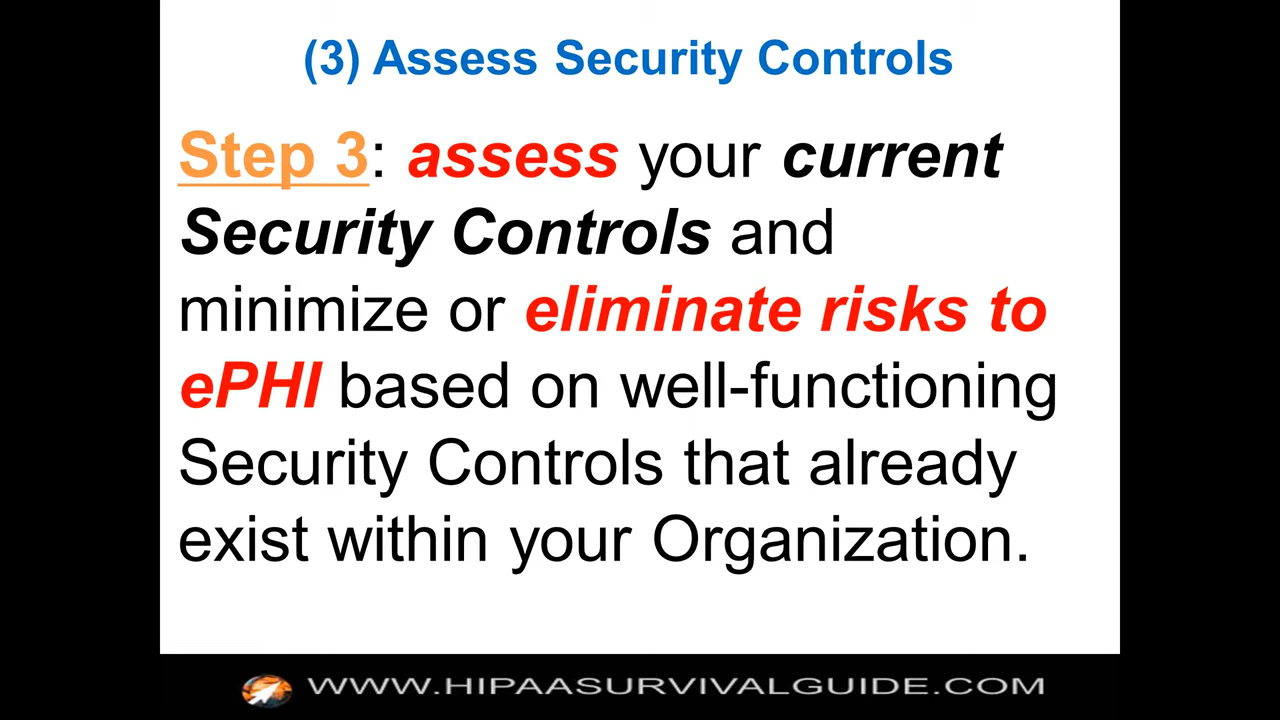 (3) Assess Security Controls
Step 3: assess your current
Security Controls and
minimize or eliminate risks to
ePHI based on well-functioning
Security Controls that already
exist within your Organization.
WWW.HIPAASURVIVALGUIDE.COM